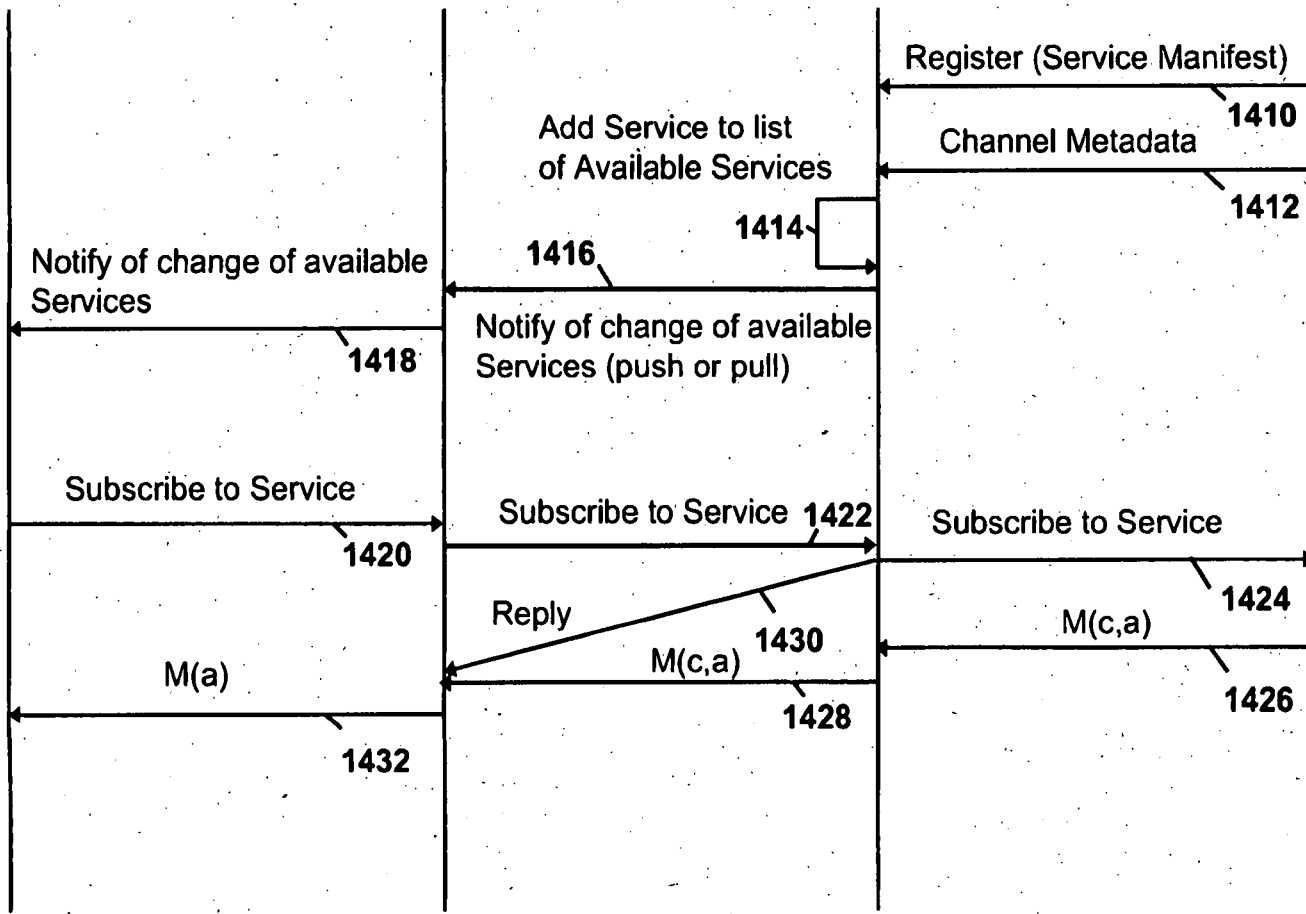 Register (Service Manifest)
1410
Add Service to list
of Available Services
Channel Metadata
1412
1414
1416
Notify of change of available
Services
1418
Notify of change of available
Services (push or pull)
Subscribe to Service
1420
Subscribe to Service 1422
Subscribe to Service
1424
Reply
1430
M(c,a)
1426
M(c,a)
1428
M(a)
1432